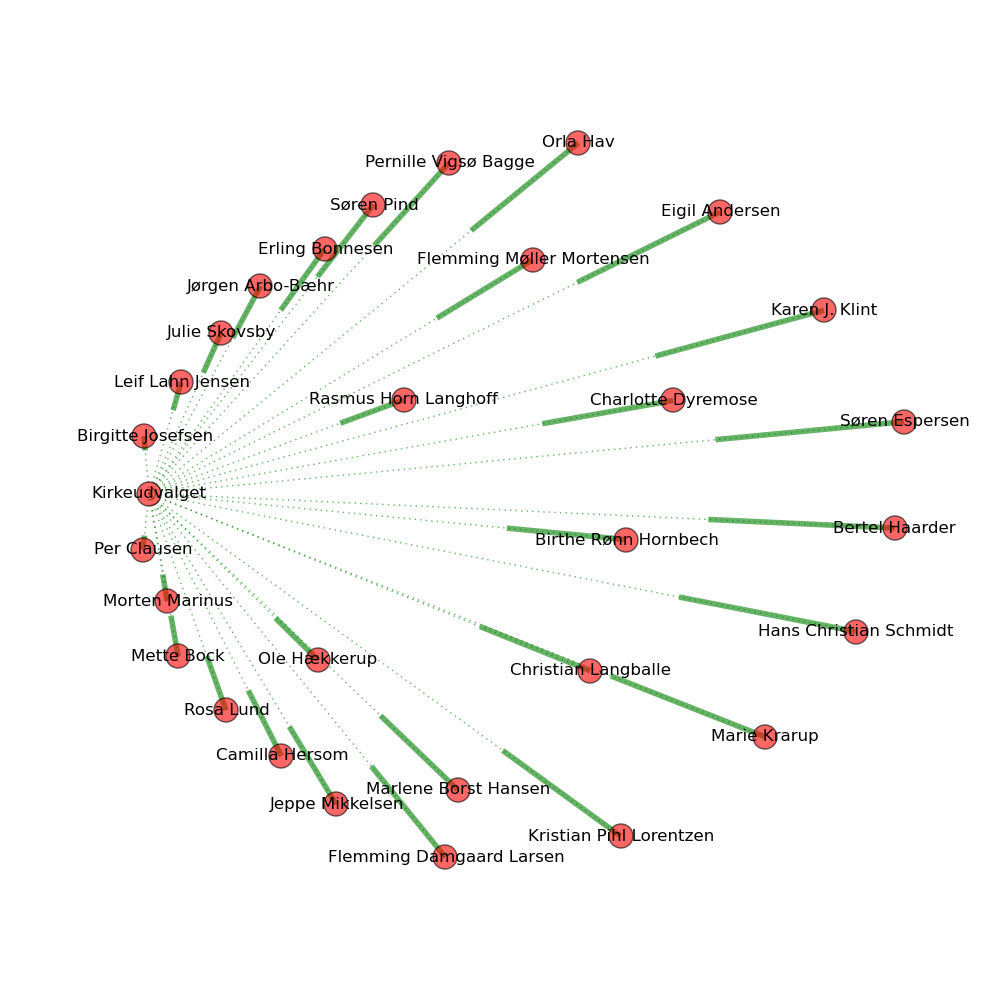 Orla Hav
Pernille Vigsø Bagge
Søren Pind
Eigil Andersen
Erling Bonnesen
Flemming Møller Mortensen
Jørgen Arbo-Bæhr
Karen J. Klint
Julie Skovsby
Leif Lahn Jensen
Rasmus Horn Langhoff
Charlotte Dyremose
Søren Espersen
Birgitte Josefsen
Kirkeudvalget
Bertel Haarder
Birthe Rønn Hornbech
Per Clausen
Morten Marinus
Hans Christian Schmidt
Mette Bock
Ole Hækkerup
Christian Langballe
Rosa Lund
Marie Krarup
Camilla Hersom
Marlene Borst Hansen
Jeppe Mikkelsen
Kristian Pihl Lorentzen
Flemming Damgaard Larsen